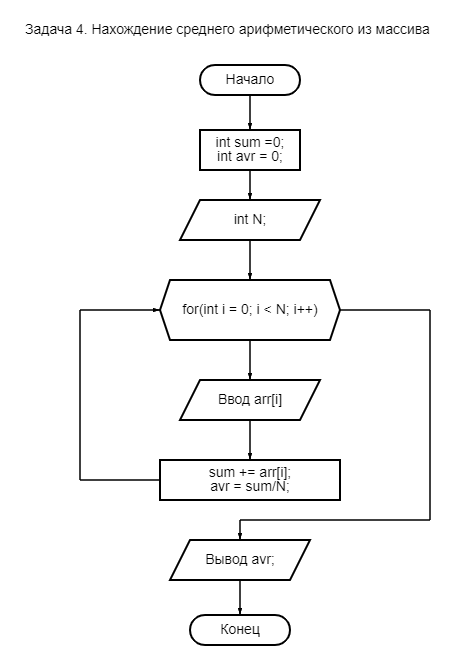 Задача 4. Нахождение среднего арифметического из массива
Начало
int sum =0;
int avr = 0;
int N;
for(int i = 0; i < N; i++)
Ввод arr[i]
sum += arr[i];
avr = sum/N;
Вывод avr;
Конец